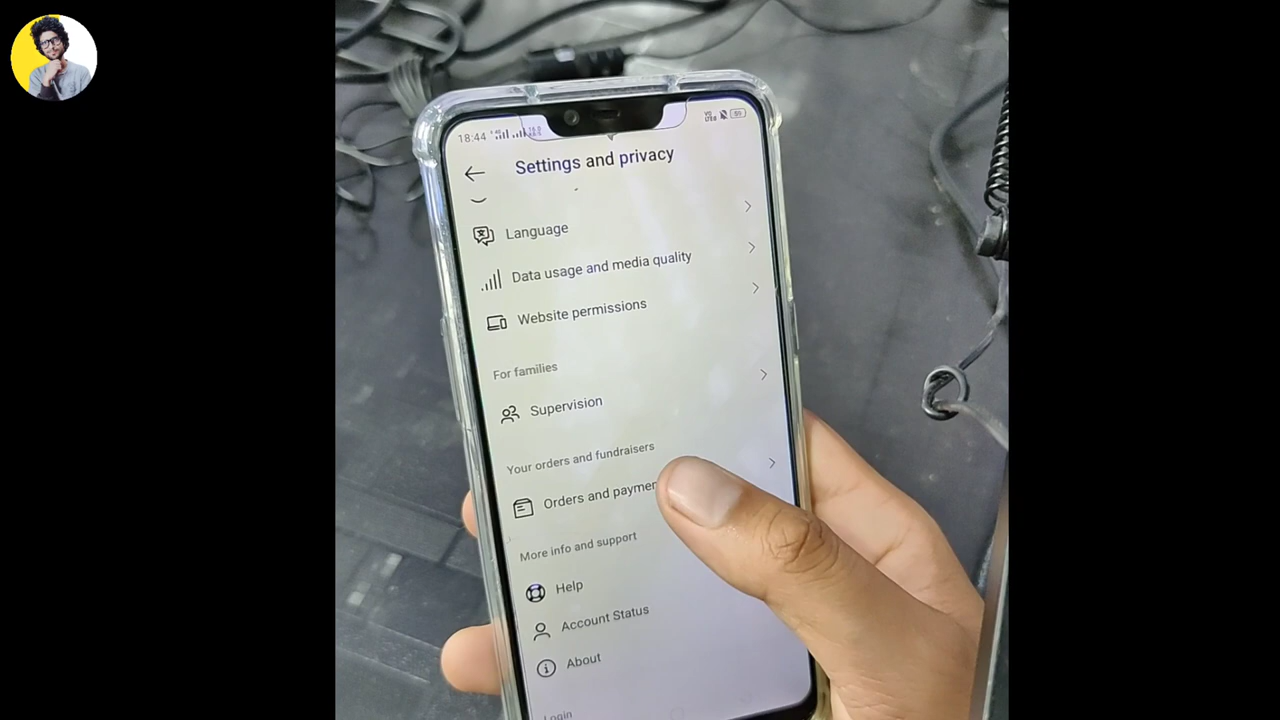 18:44
Settings and privacy
Language
Data usage and media quality
Website permissions
For families
Supervision
Your orders and fundraisers
Orders and paymen
More info and support
Help
Account Status
About
Login